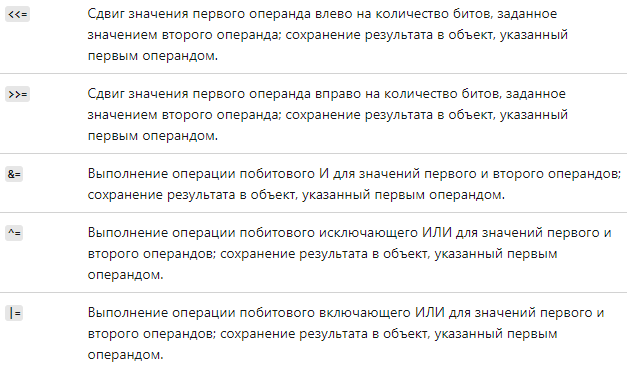 <<= Сдвиг значения первого операнда влево на количество битов, заданное
значением второго операнда; сохранение результата в объект, указанный
первым операндом.
>>= Сдвиг значения первого операнда вправо на количество битов, заданное
значением второго операнда; сохранение результата в объект, указанный
первым операндом.
&= Выполнение операции побитового И для значений первого и второго операндов;
сохранение результата в объект, указанный первым операндом.
^= Выполнение операции побитового исключающего ИЛИ для значений первого и
второго операндов; сохранение результата в объект, указанный первым
операндом.
|= Выполнение операции побитового включающего ИЛИ для значений первого и
второго операндов; сохранение результата в объект, указанный первым
операндом.